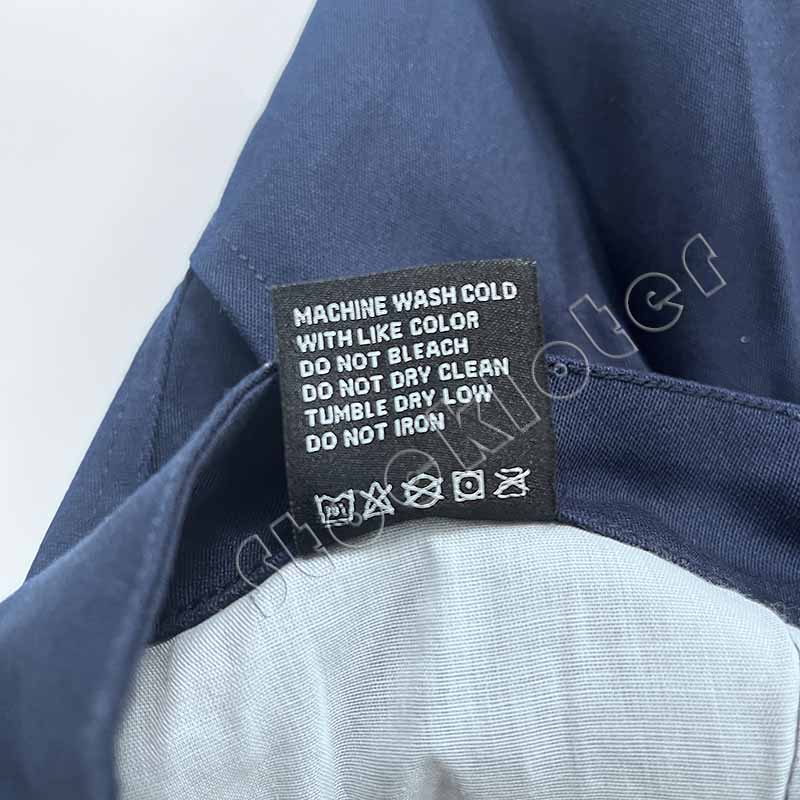 MACHINE WASH COLD
WITH LIKE COLOR
DO NOT BLEACH
DO NOT DRY CLEAN
TUMBLE DRY LOW
DO NOT IRON
stockloter